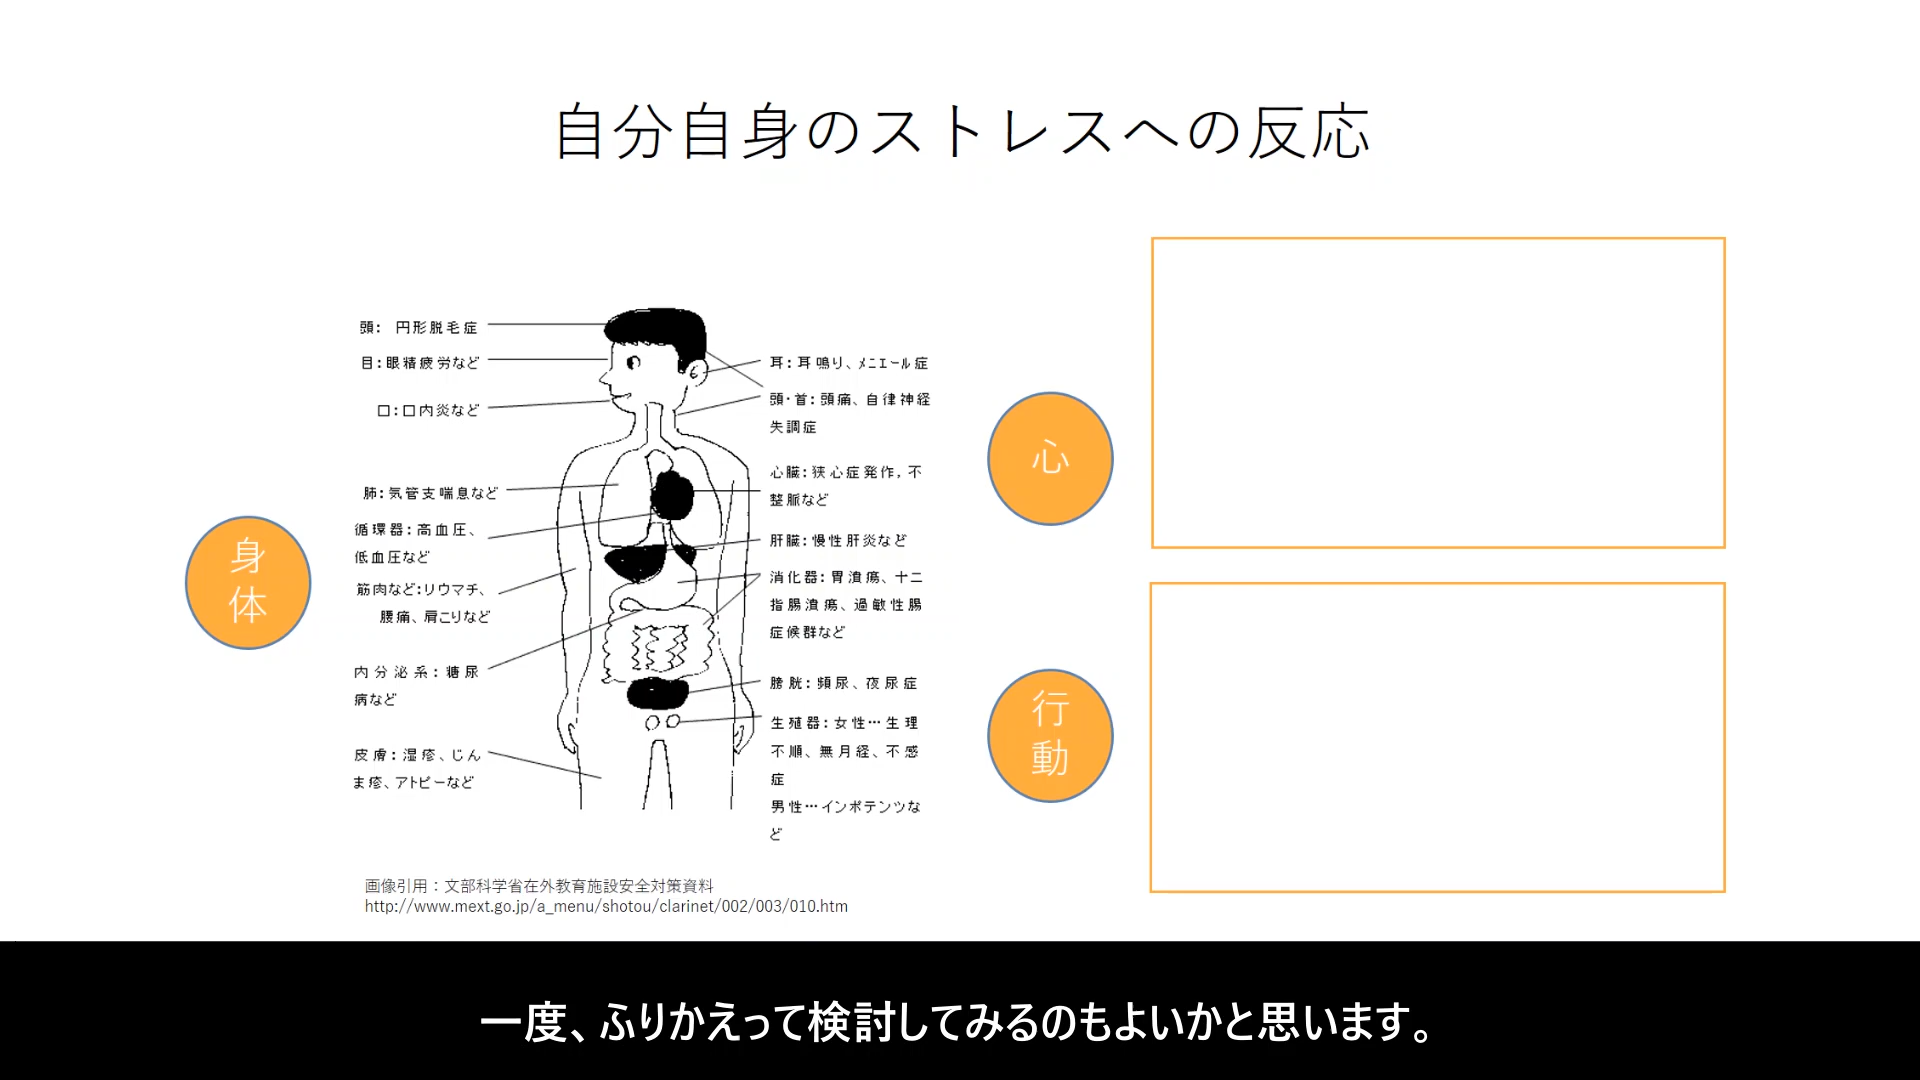 自分自身のストレスへの反応
身
体
頭： 円形脱毛症
目：眼精疲労など
口：口内炎など
肺：気管支喘息など
循環器：高血圧、
低血圧など
筋肉など：リウマチ、
腰痛、肩こりなど
内分泌系：糖尿
病など
皮膚：湿疹、じん
ま疹、アトピーなど
耳：耳鳴り、メニエール症
頭・首：頭痛、自律神経
失調症
心臓：狭心症発作，不
整脈など
肝臓：慢性肝炎など
消化器：胃潰瘍、十二
指腸潰瘍、過敏性腸
症候群など
膀胱：頻尿、夜尿症
生殖器：女性…生理
不順、無月経、不感
症
男性…インポテンツな
ど
画像引用：文部科学省在外教育施設安全対策資料
http://www.mext.go.jp/a_menu/shotou/clarinet/002/003/010.htm
心
行
動
一度、ふりかえって検討してみるのもよいかと思います。